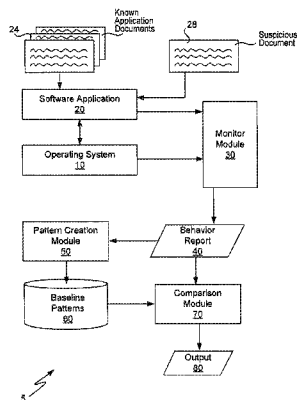 Known
Application
Documents
24
28
Suspicious
Document
Software Application
20
Monitor
Module
30
Operating System
10
Pattern Creation
Module
50
Behavior
Report
40
Baseline
Patterns
60
Comparison
Module
70
Output
80
5